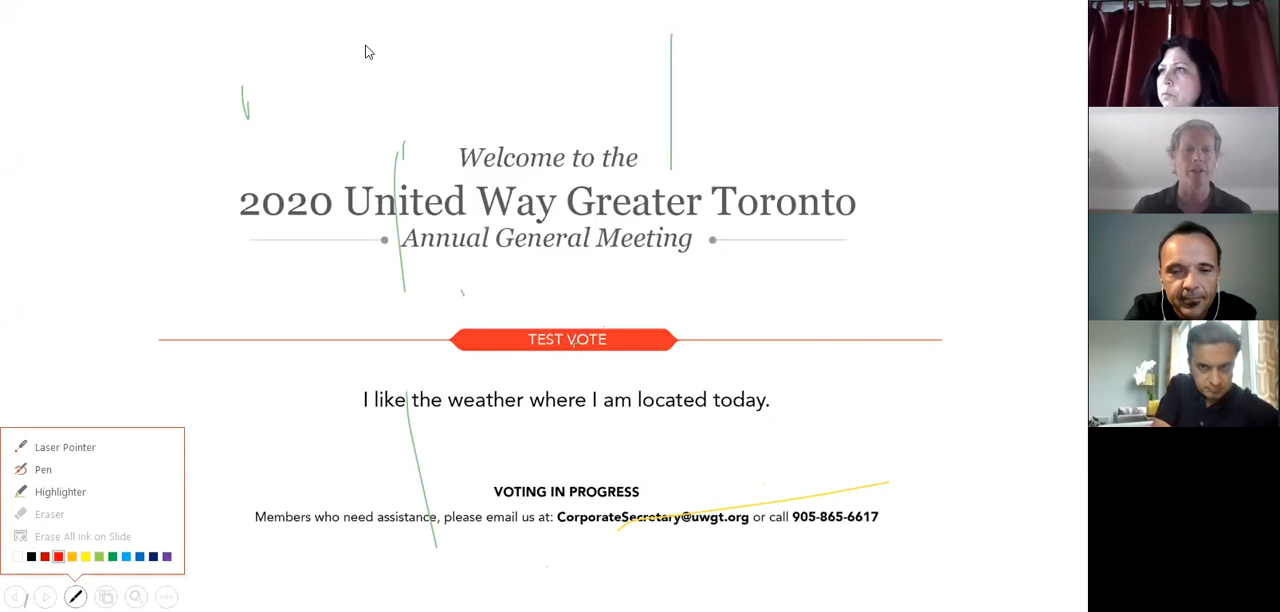 Welcome to the
2020 United Way Greater Toronto
Annual General Meeting
TEST VOTE
I like the weather where I am located today.
VOTING IN PROGRESS
Members who need assistance, please email us at: CorporateSecretary@uwgt.org or call 905-865-6617
Laser Pointer
Pen
Highlighter
Eraser
Erase All Ink on Slide